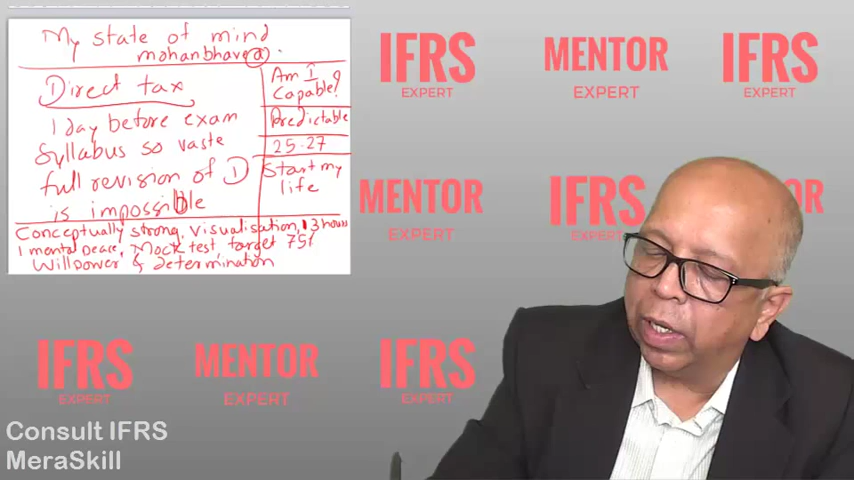 My state of mind
mohanbhave@.
Direct tax
1 day before exam
Syllabus so vaste
full revision of D
is impossible
Am I
Capable?
Predictable
25-27
Start my
life
Conceptually strong, visualisation, 13 hours
1 mental peace, Mock test target 75%
Willpower & determination
IFRS
EXPERT
MENTOR
EXPERT
IFRS
EXPERT
MENTOR
EXPERT
IFRS
EXPERT
OR
IFRS
EXPERT
MENTOR
EXPERT
IFRS
EXPERT
Consult IFRS
MeraSkill